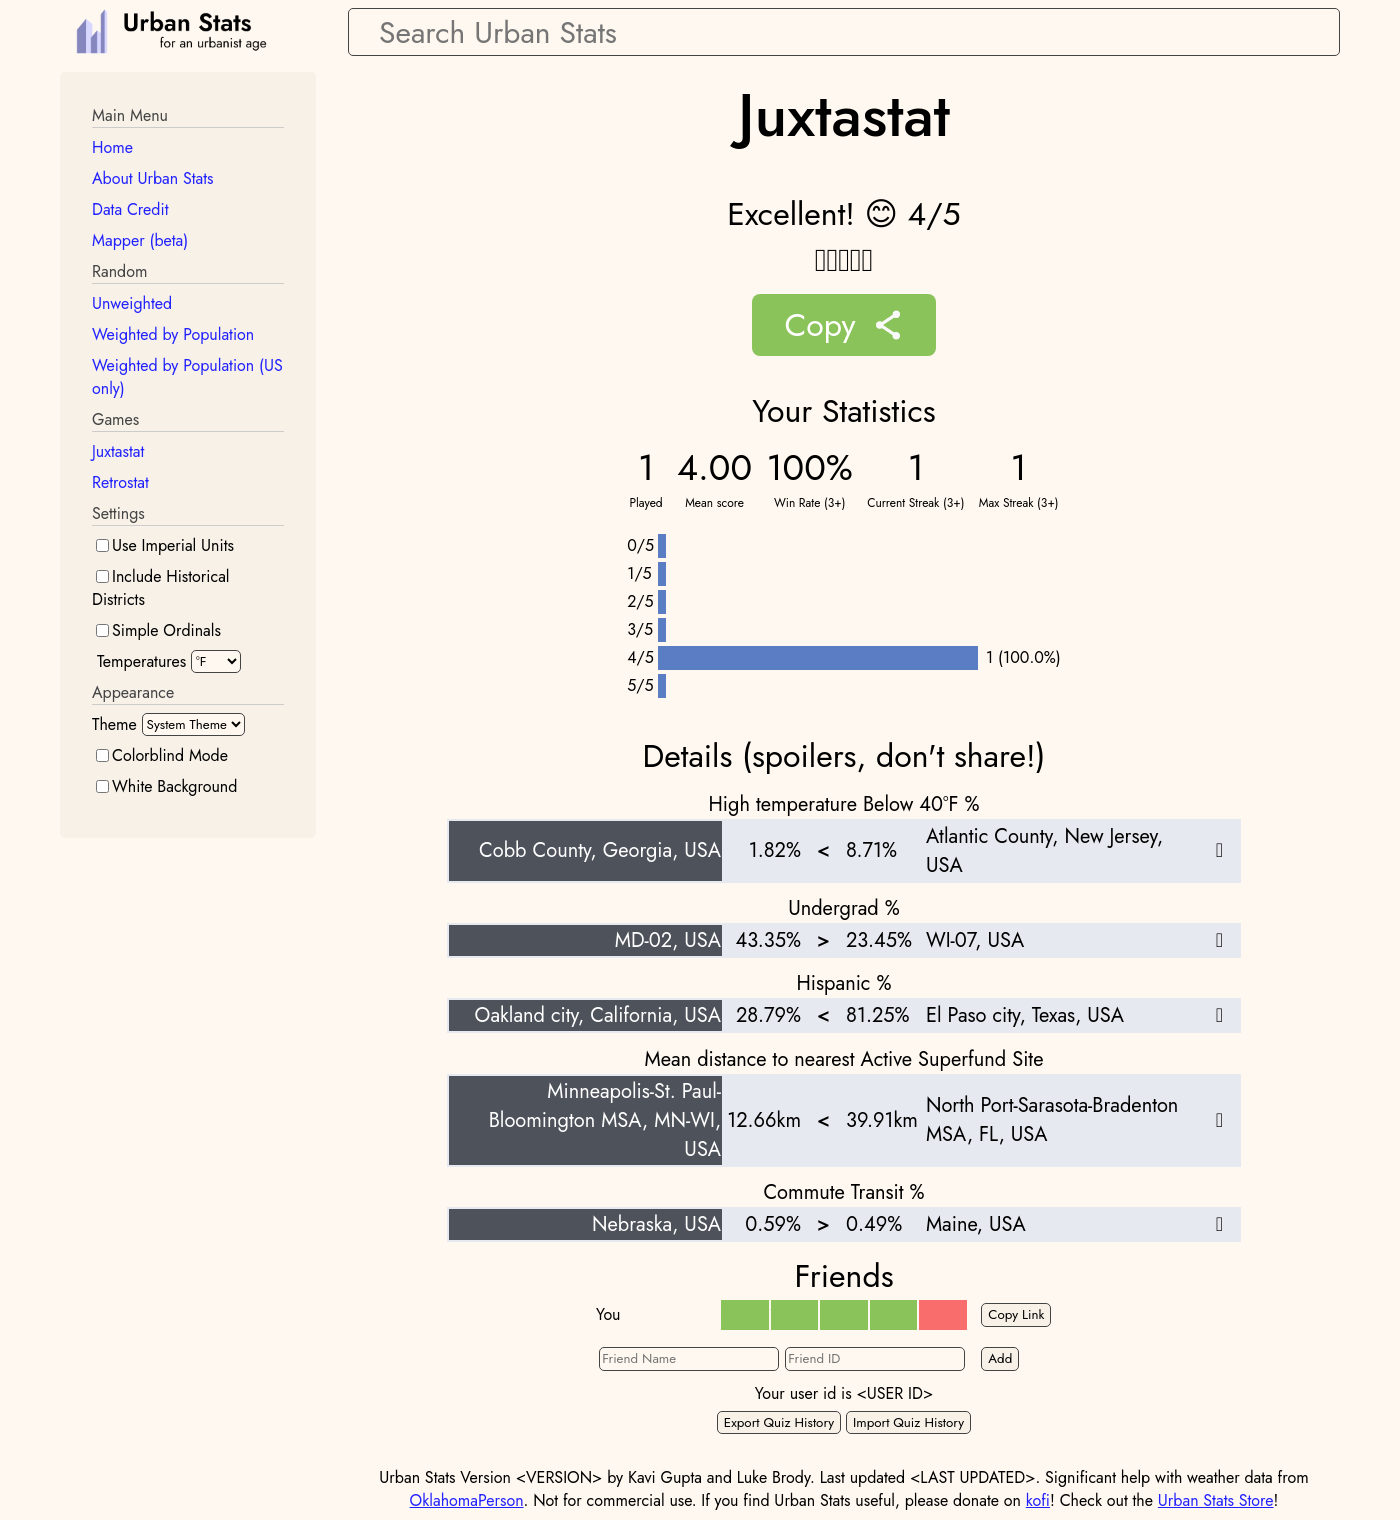 Urban Stats
for an urbanist age
Search Urban Stats
Main Menu
Home
About Urban Stats
Data Credit
Mapper (beta)
Random
Unweighted
Weighted by Population
Weighted by Population (US
only)
Games
Juxtastat
Retrostat
Settings
Use Imperial Units
Include Historical
Districts
Simple Ordinals
Temperatures °F
Appearance
Theme System Theme
Colorblind Mode
White Background
Juxtastat
Excellent! 😊 4/5
Copy
Your Statistics
1 4.00 100% 1 1
Played Mean score Win Rate (3+) Current Streak (3+) Max Streak (3+)
0/5
1/5
2/5
3/5
4/5 1 (100.0%)
5/5
Details (spoilers, don't share!)
High temperature Below 40°F %
Cobb County, Georgia, USA 1.82% < 8.71% Atlantic County, New Jersey,
USA
Undergrad %
MD-02, USA 43.35% > 23.45% WI-07, USA
Hispanic %
Oakland city, California, USA 28.79% < 81.25% El Paso city, Texas, USA
Mean distance to nearest Active Superfund Site
Minneapolis-St. Paul-
Bloomington MSA, MN-WI,
USA
12.66km < 39.91km
North Port-Sarasota-Bradenton
MSA, FL, USA
Commute Transit %
Nebraska, USA 0.59% > 0.49% Maine, USA
Friends
You Copy Link
Friend Name Friend ID Add
Your user id is <USER ID>
Export Quiz History Import Quiz History
Urban Stats Version <VERSION> by Kavi Gupta and Luke Brody. Last updated <LAST UPDATED>. Significant help with weather data from
OklahomaPerson. Not for commercial use. If you find Urban Stats useful, please donate on kofi! Check out the Urban Stats Store!